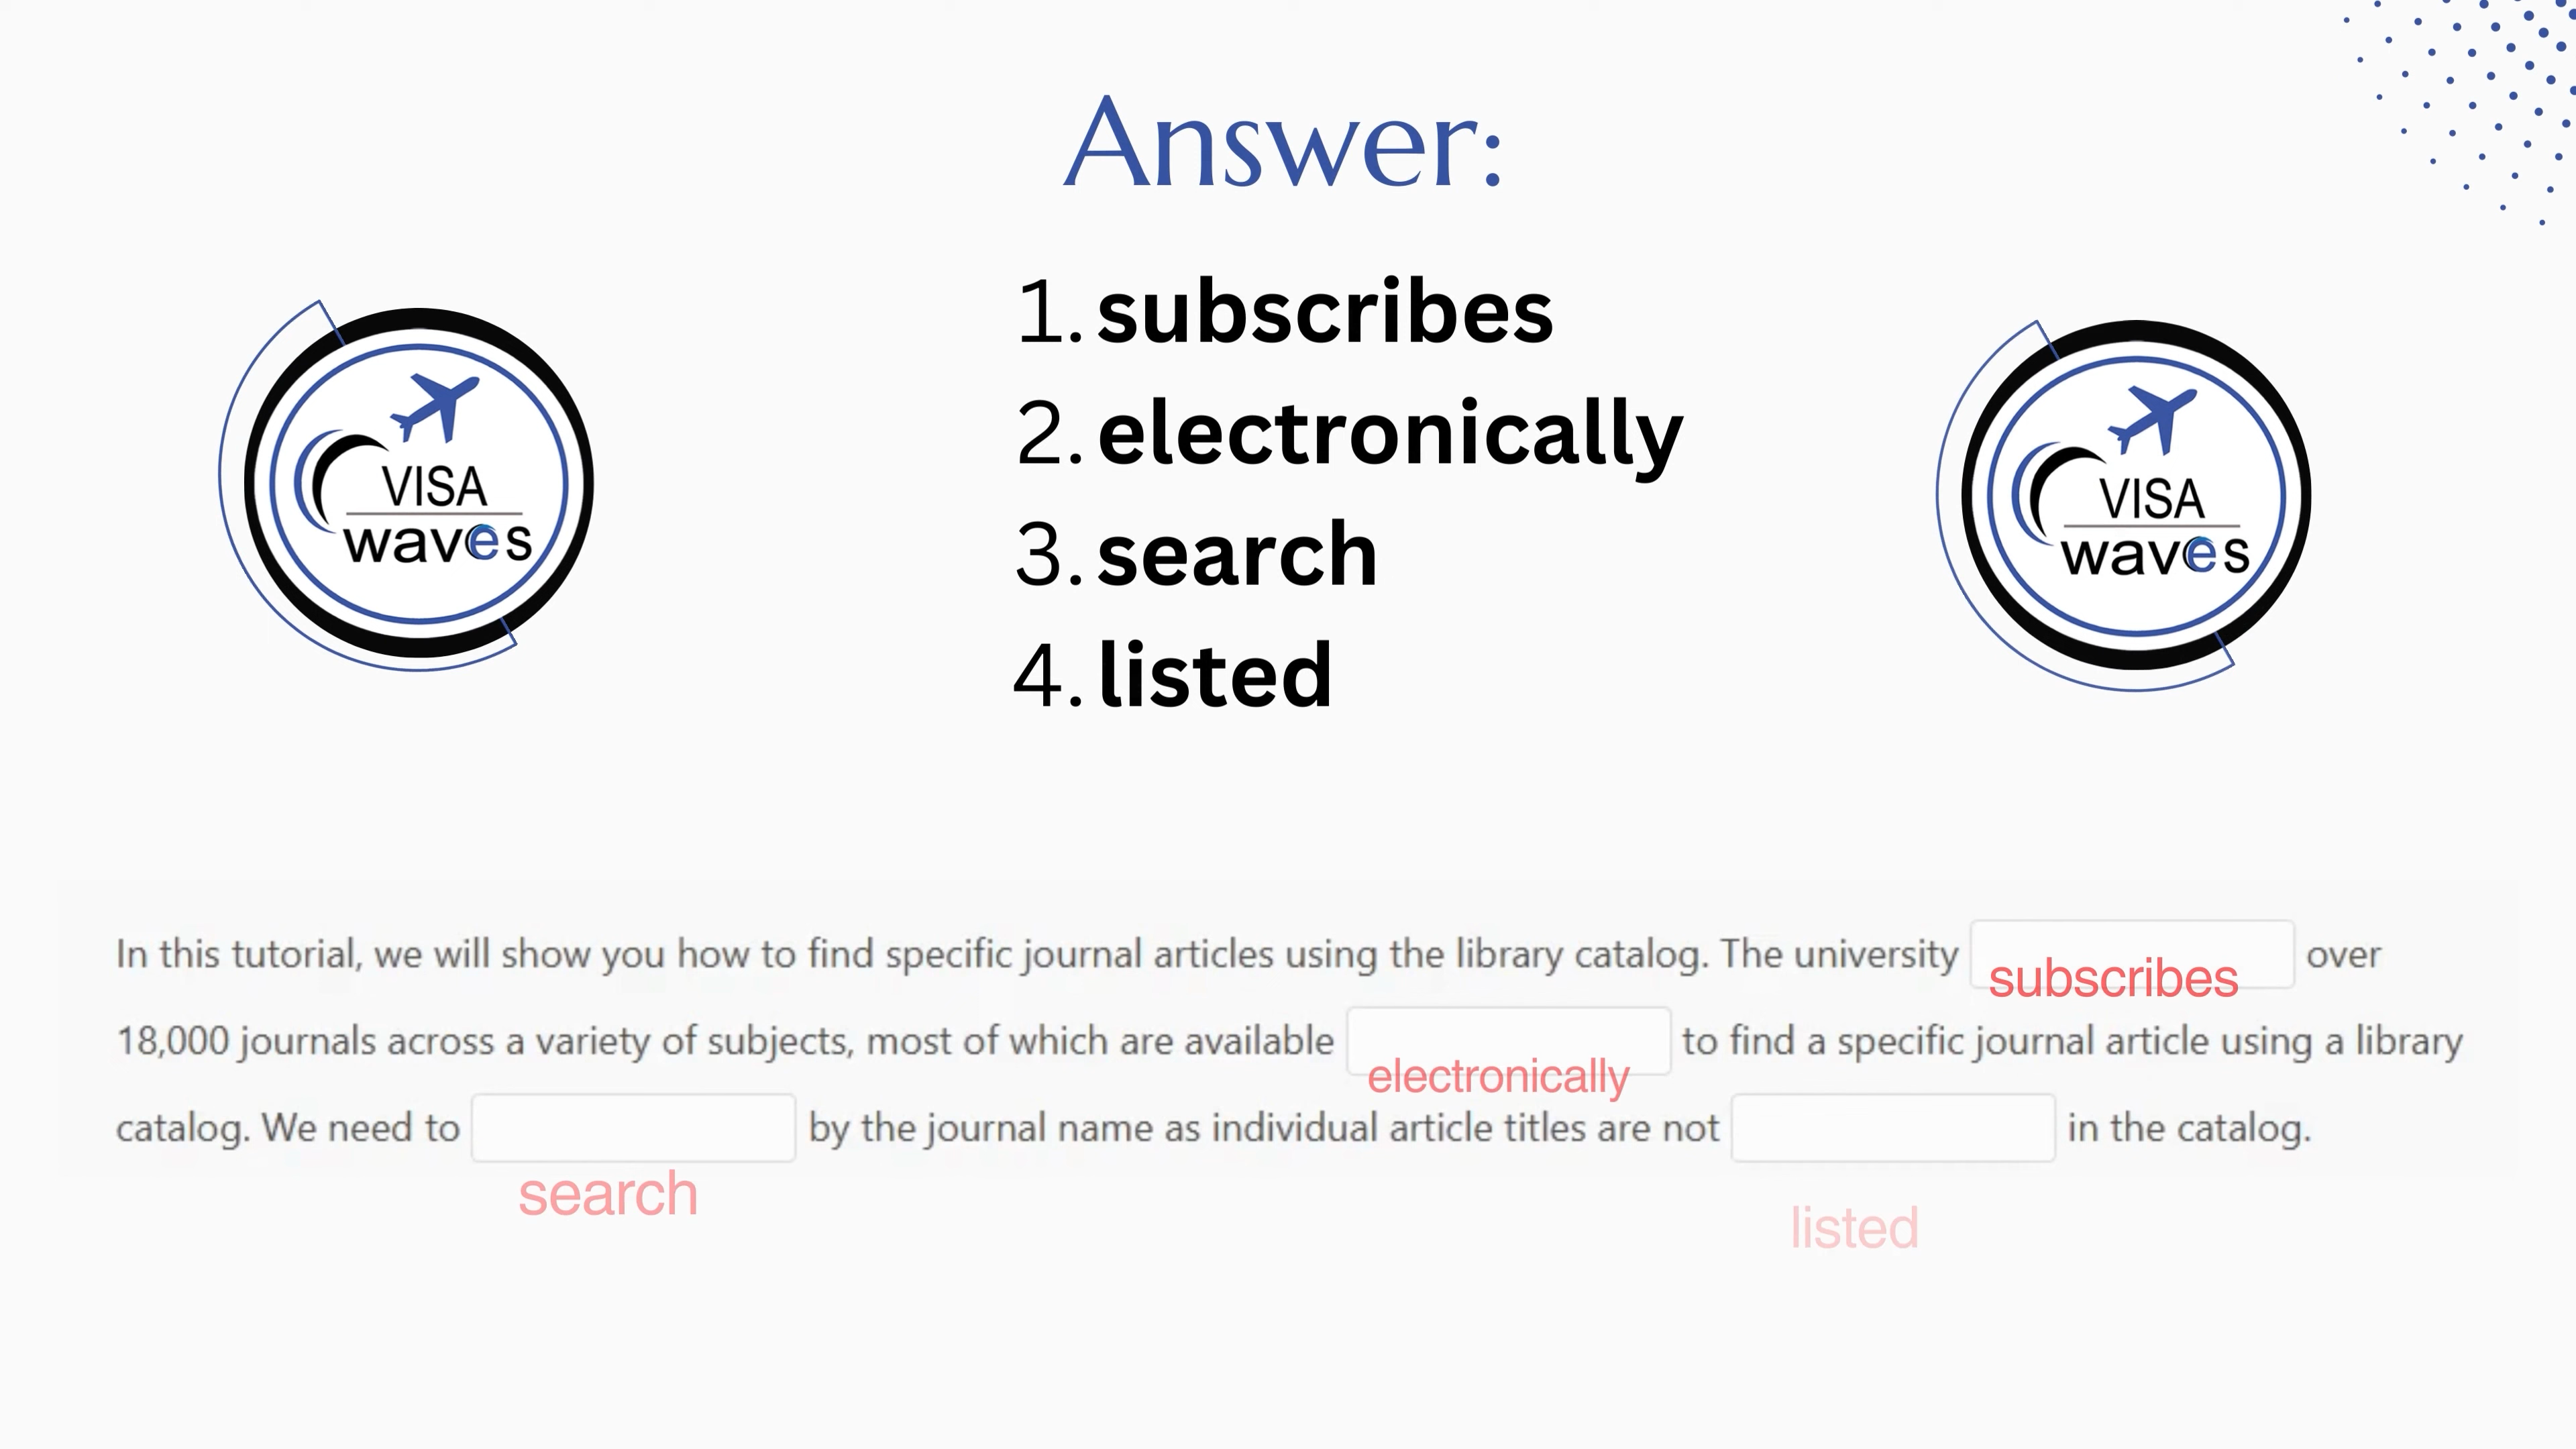 Answer:
1. subscribes
2. electronically
3. search
4. listed
VISA
waves
VISA
waves
In this tutorial, we will show you how to find specific journal articles using the library catalog. The university subscribes over
18,000 journals across a variety of subjects, most of which are available electronically to find a specific journal article using a library
catalog. We need to search by the journal name as individual article titles are not listed in the catalog.